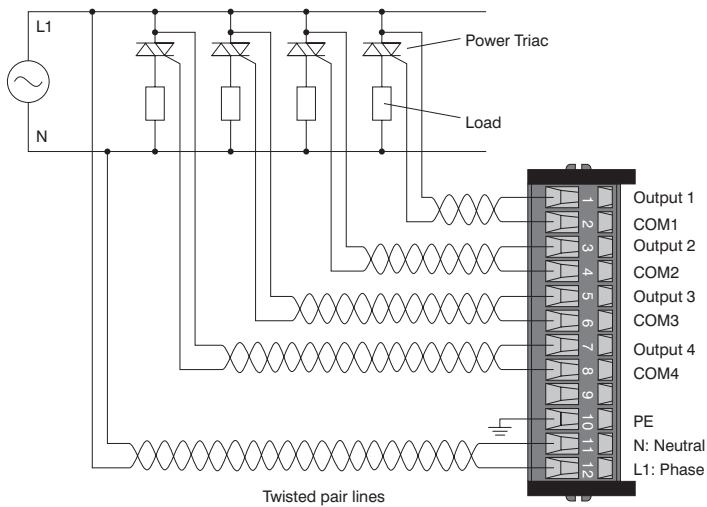 L1
Power Triac
Load
N
1 Output 1
2 COM1
3 Output 2
4 COM2
5 Output 3
6 COM3
7 Output 4
8 COM4
9
10 PE
11 N: Neutral
12 L1: Phase
Twisted pair lines